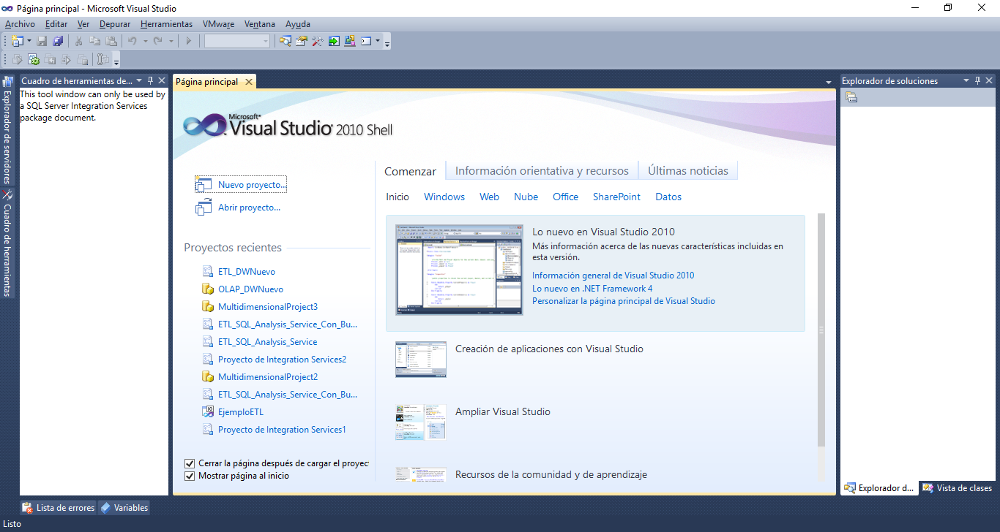 Página principal - Microsoft Visual Studio
Archivo Editar Ver Depurar Herramientas VMware Ventana Ayuda
Explorador de servidores
Cuadro de herramientas
Cuadro de herramientas de...
This tool window can only be used by
a SQL Server Integration Services
package document.
Página principal
Microsoft®
Visual Studio® 2010 Shell
Nuevo proyecto...
Abrir proyecto...
Proyectos recientes
ETL_DWNuevo
OLAP_DWNuevo
MultidimensionalProject3
ETL_SQL_Analysis_Service_Con_Bu...
ETL_SQL_Analysis_Service
Proyecto de Integration Services2
MultidimensionalProject2
ETL_SQL_Analysis_Service_Con_Bu...
EjemploETL
Proyecto de Integration Services1
Cerrar la página después de cargar el proyec
Mostrar página al inicio
Comenzar Información orientativa y recursos Últimas noticias
Inicio Windows Web Nube Office SharePoint Datos
Lo nuevo en Visual Studio 2010
Más información acerca de las nuevas características incluidas en
esta versión.
Información general de Visual Studio 2010
Lo nuevo en .NET Framework 4
Personalizar la página principal de Visual Studio
Creación de aplicaciones con Visual Studio
Ampliar Visual Studio
Recursos de la comunidad y de aprendizaje
Explorador de soluciones
Explorador d... Vista de clases
Lista de errores Variables
Listo